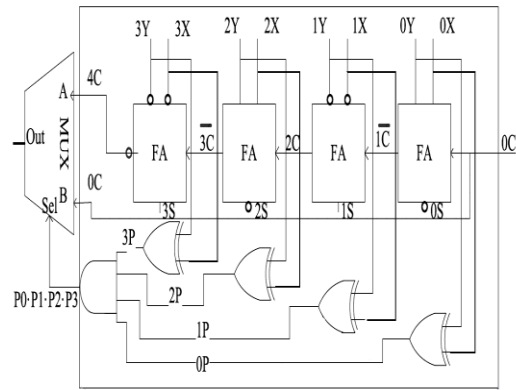 3Y 3X 2Y 2X 1Y 1X 0Y 0X
4C
A
MUX
Out
FA 3C FA 2C FA 1C FA 0C
0C
B
Sel
3S 2S 1S 0S
3P
2P
P0·P1·P2·P3
1P
0P